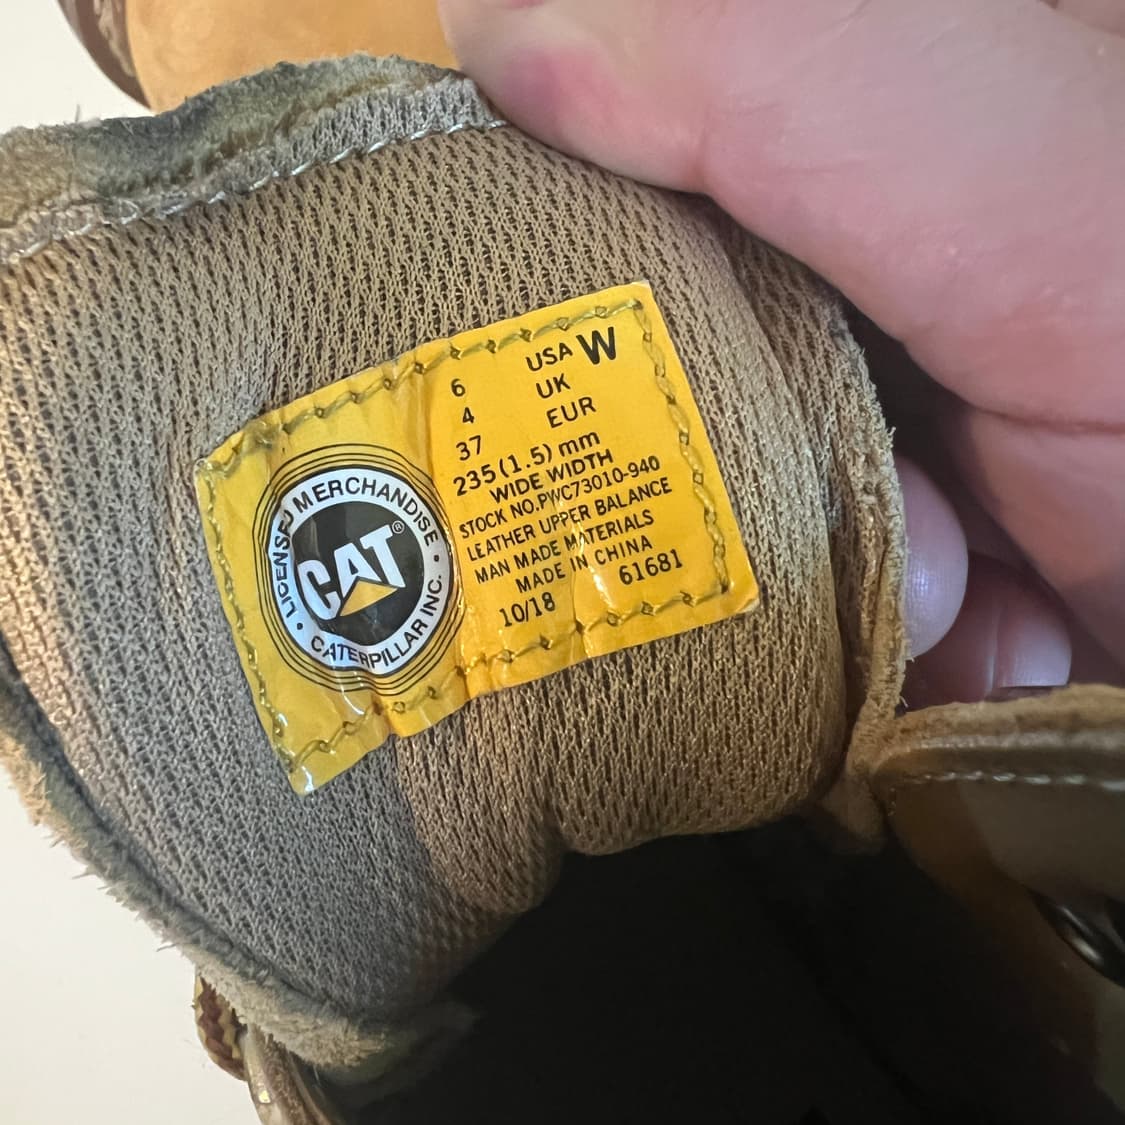 LICENSED MERCHANDISE
CAT®
CATERPILLAR INC.
6 USA W
4 UK
37 EUR
235(1.5) mm
WIDE WIDTH
STOCK NO.PWC73010-940
LEATHER UPPER BALANCE
MAN MADE MATERIALS
MADE IN CHINA
10/18 61681